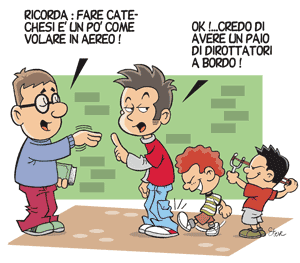 RICORDA : FARE CATE-
CHESI E' UN PO' COME
VOLARE IN AEREO !
OK !...CREDO DI
AVERE UN PAIO
DI DIROTTATORI
A BORDO !